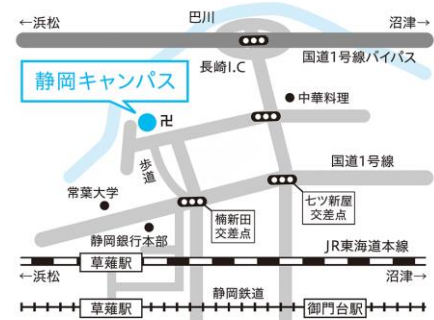 ←浜松
巴川
沼津→
国道1号線バイパス
長崎I.C
静岡キャンパス
卍
中華料理
歩道
国道1号線
常葉大学
七ツ新屋
交差点
楠新田
交差点
静岡銀行本部
JR東海道本線
←浜松
草薙駅
沼津→
静岡鉄道
草薙駅
御門台駅